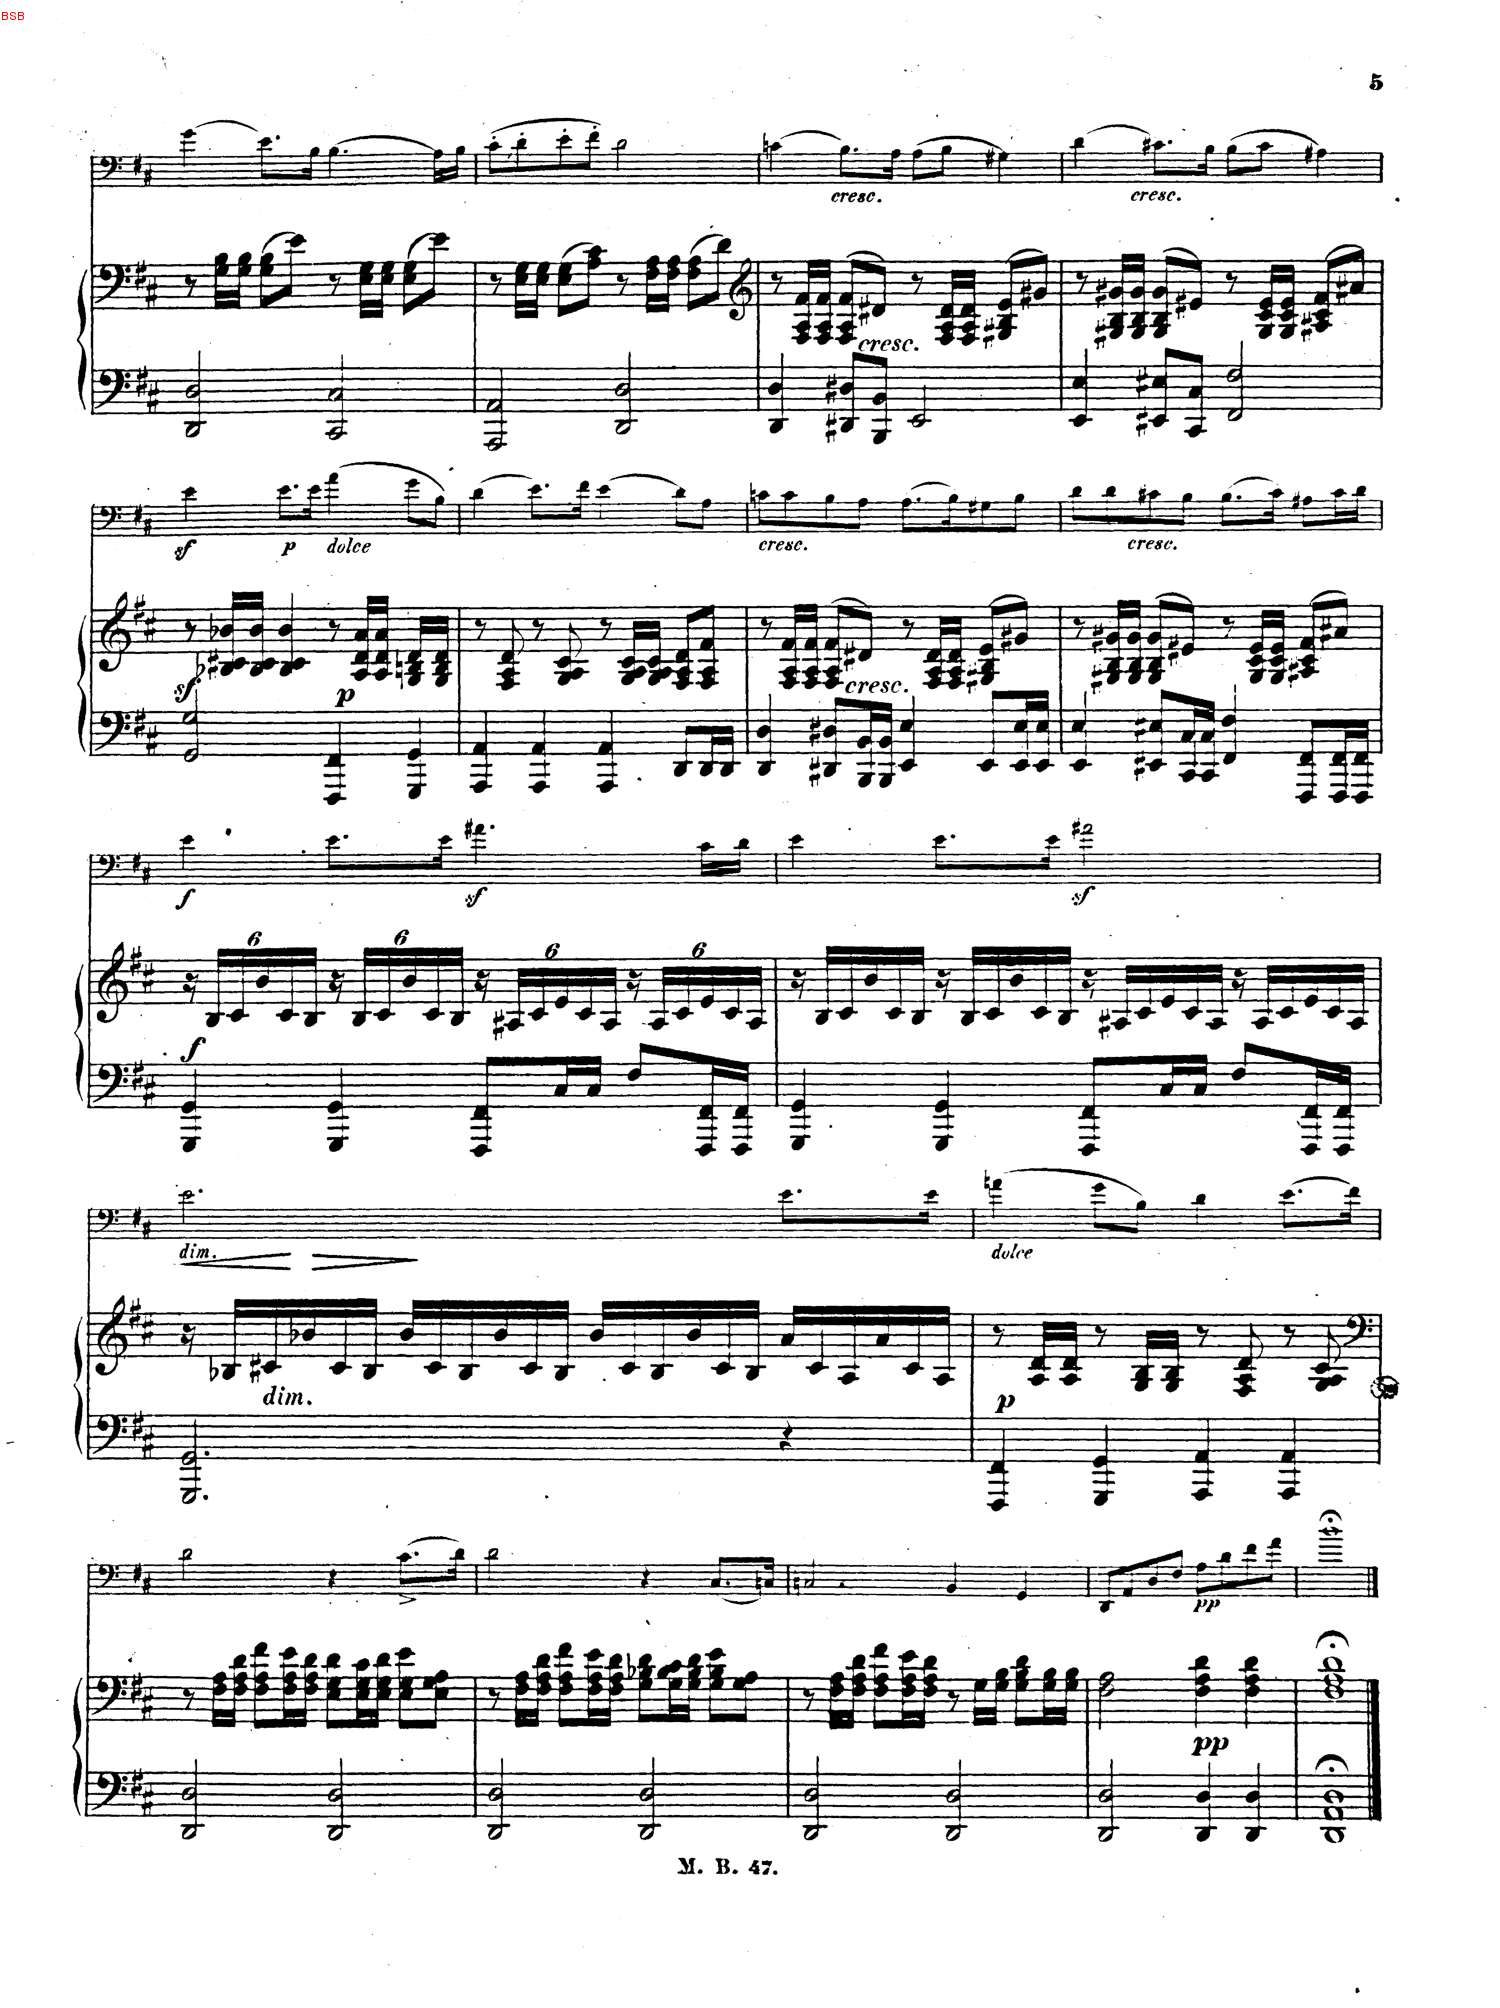 BSB
5
cresc. cresc.
cresc.
sf p dolce cresc. cresc.
sf p cresc.
f sf sf
6 6 6 6
f
dim. dolce
dim. p
pp
pp
M. B. 47.